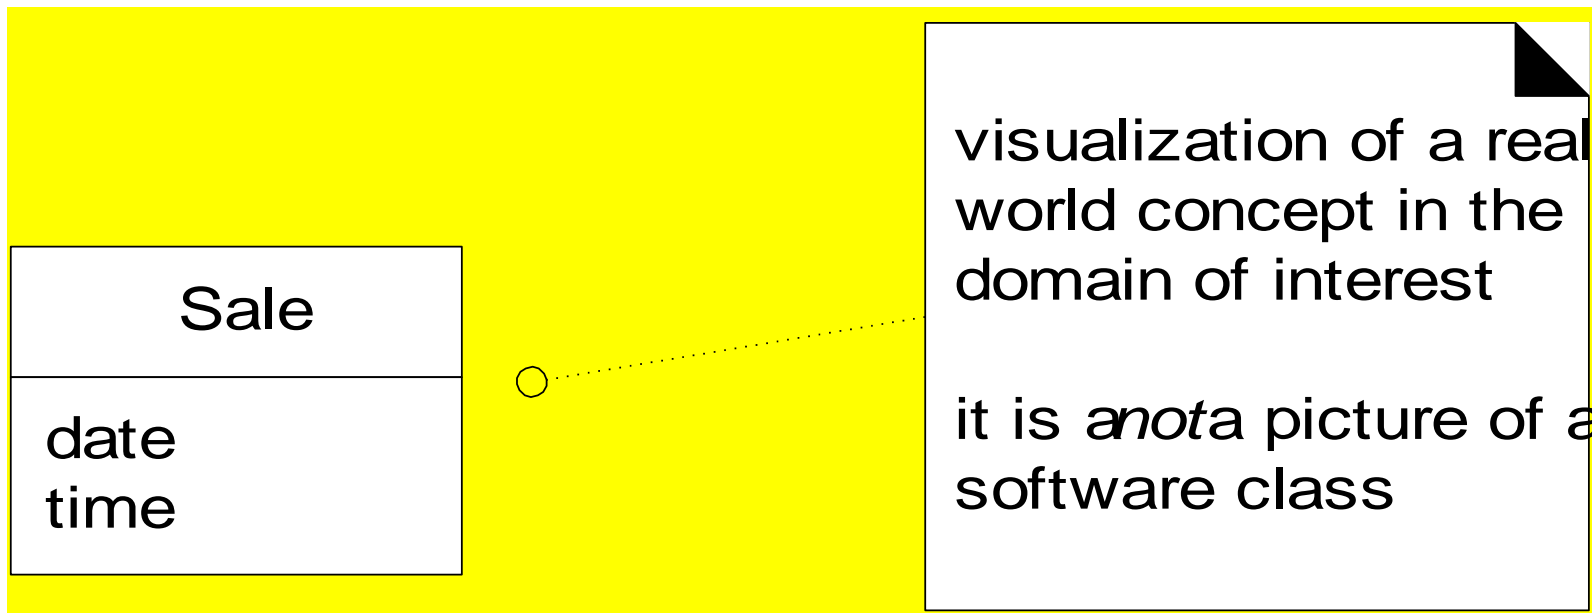 Sale
date
time
visualization of a real
world concept in the
domain of interest
it is anota picture of a
software class